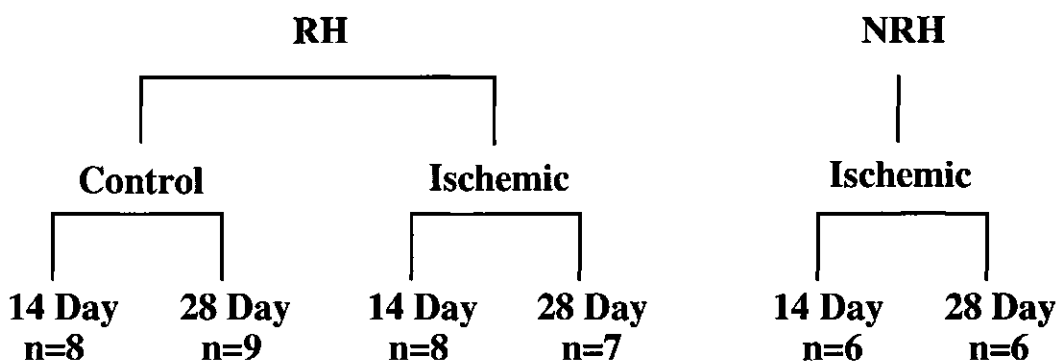 RH NRH
Control Ischemic Ischemic
14 Day 28 Day 14 Day 28 Day 14 Day 28 Day
n=8 n=9 n=8 n=7 n=6 n=6